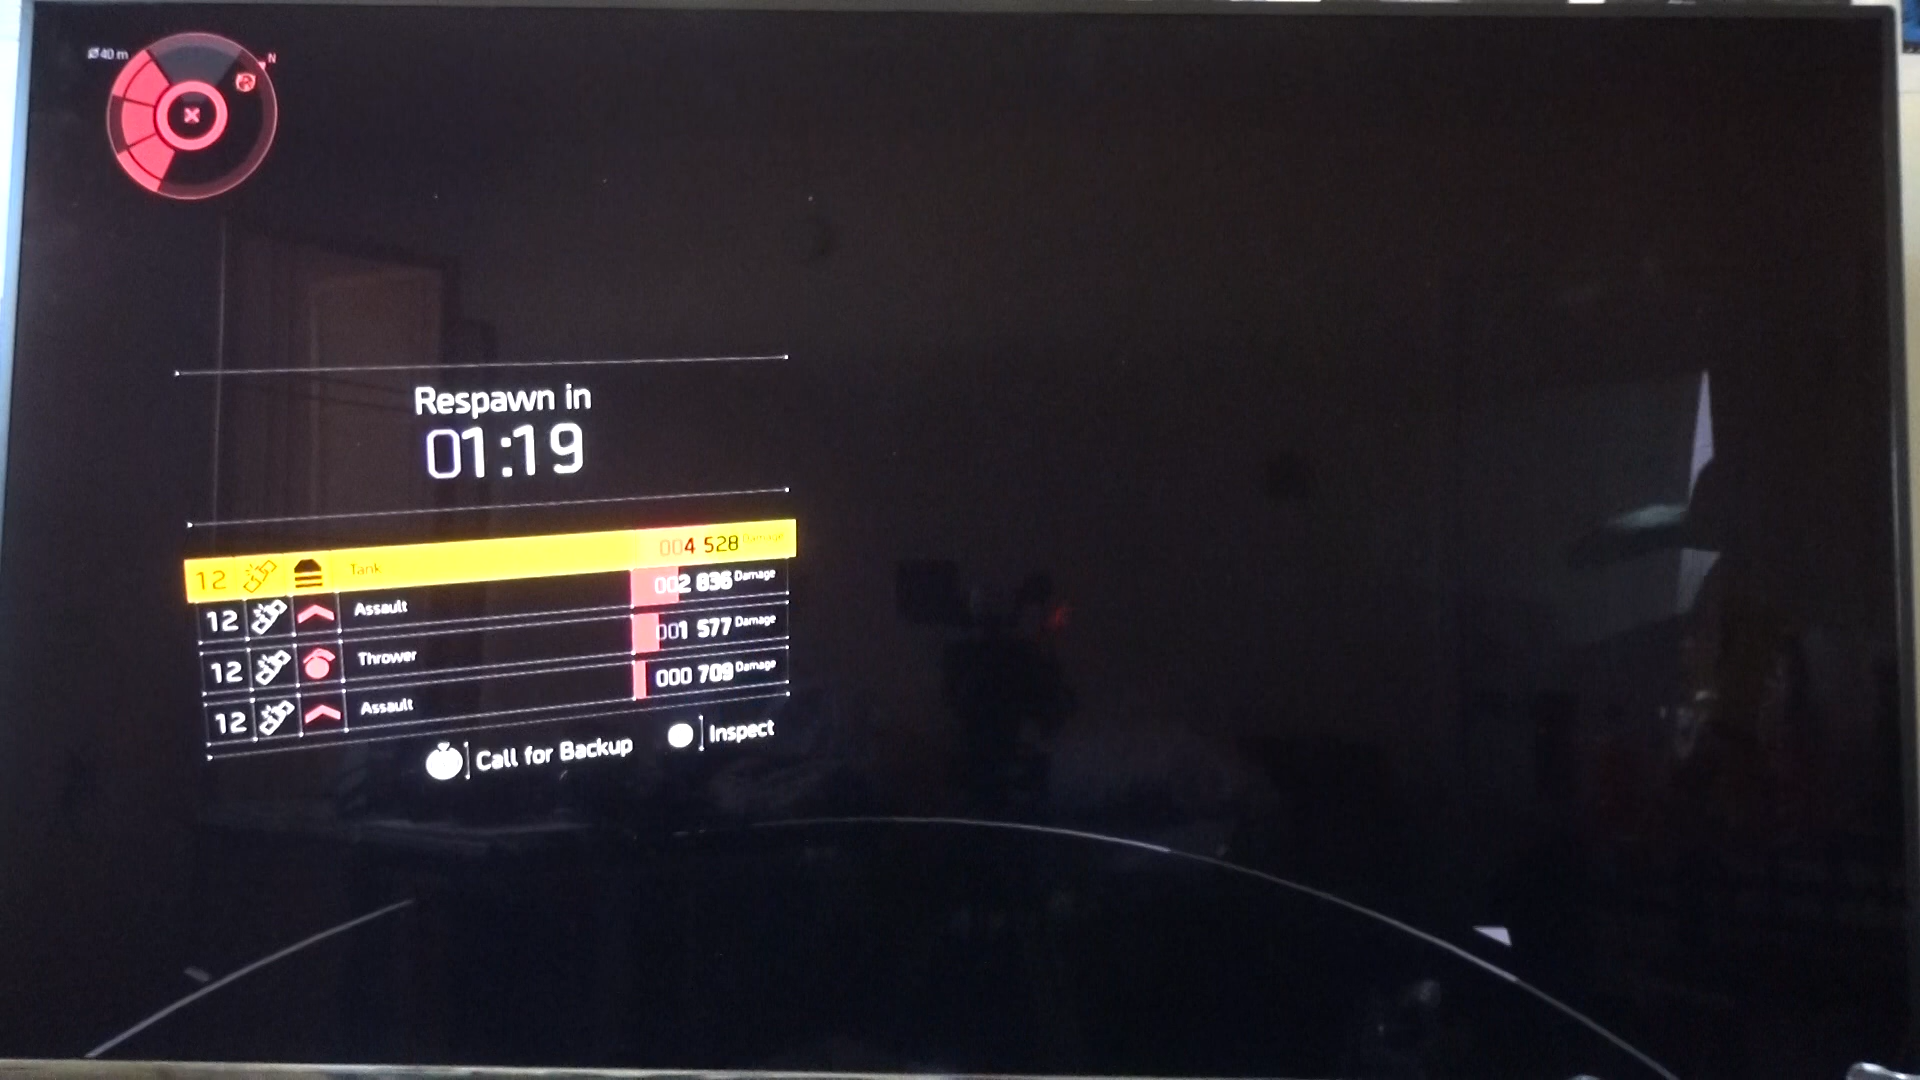 Ø40 m
N
Respawn in
01:19
12 Tank 004 528 Damage
12 Assault 002 836 Damage
12 Thrower 001 577 Damage
12 Assault 000 709 Damage
Call for Backup Inspect